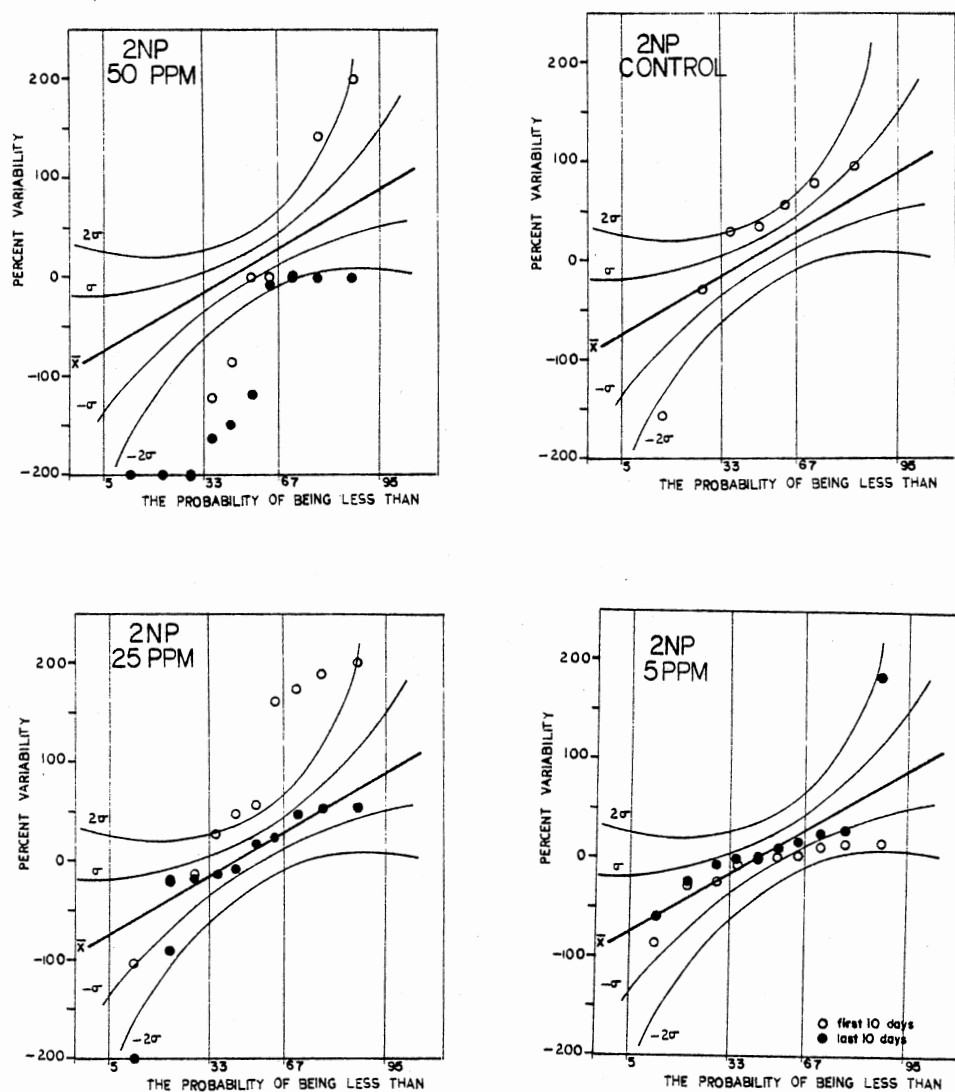 2NP
50 PPM
PERCENT VARIABILITY
200
100
0
-100
-200
2σ
σ
x̄
-σ
-2σ
5 33 67 95
THE PROBABILITY OF BEING LESS THAN
2NP
CONTROL
PERCENT VARIABILITY
200
100
0
-100
-200
2σ
σ
x̄
-σ
-2σ
5 33 67 95
THE PROBABILITY OF BEING LESS THAN
2NP
25 PPM
PERCENT VARIABILITY
200
100
0
-100
-200
2σ
σ
x̄
-σ
-2σ
5 33 67 95
THE PROBABILITY OF BEING LESS THAN
2NP
5 PPM
PERCENT VARIABILITY
200
100
0
-100
-200
2σ
σ
x̄
-σ
-2σ
first 10 days
last 10 days
5 33 67 95
THE PROBABILITY OF BEING LESS THAN